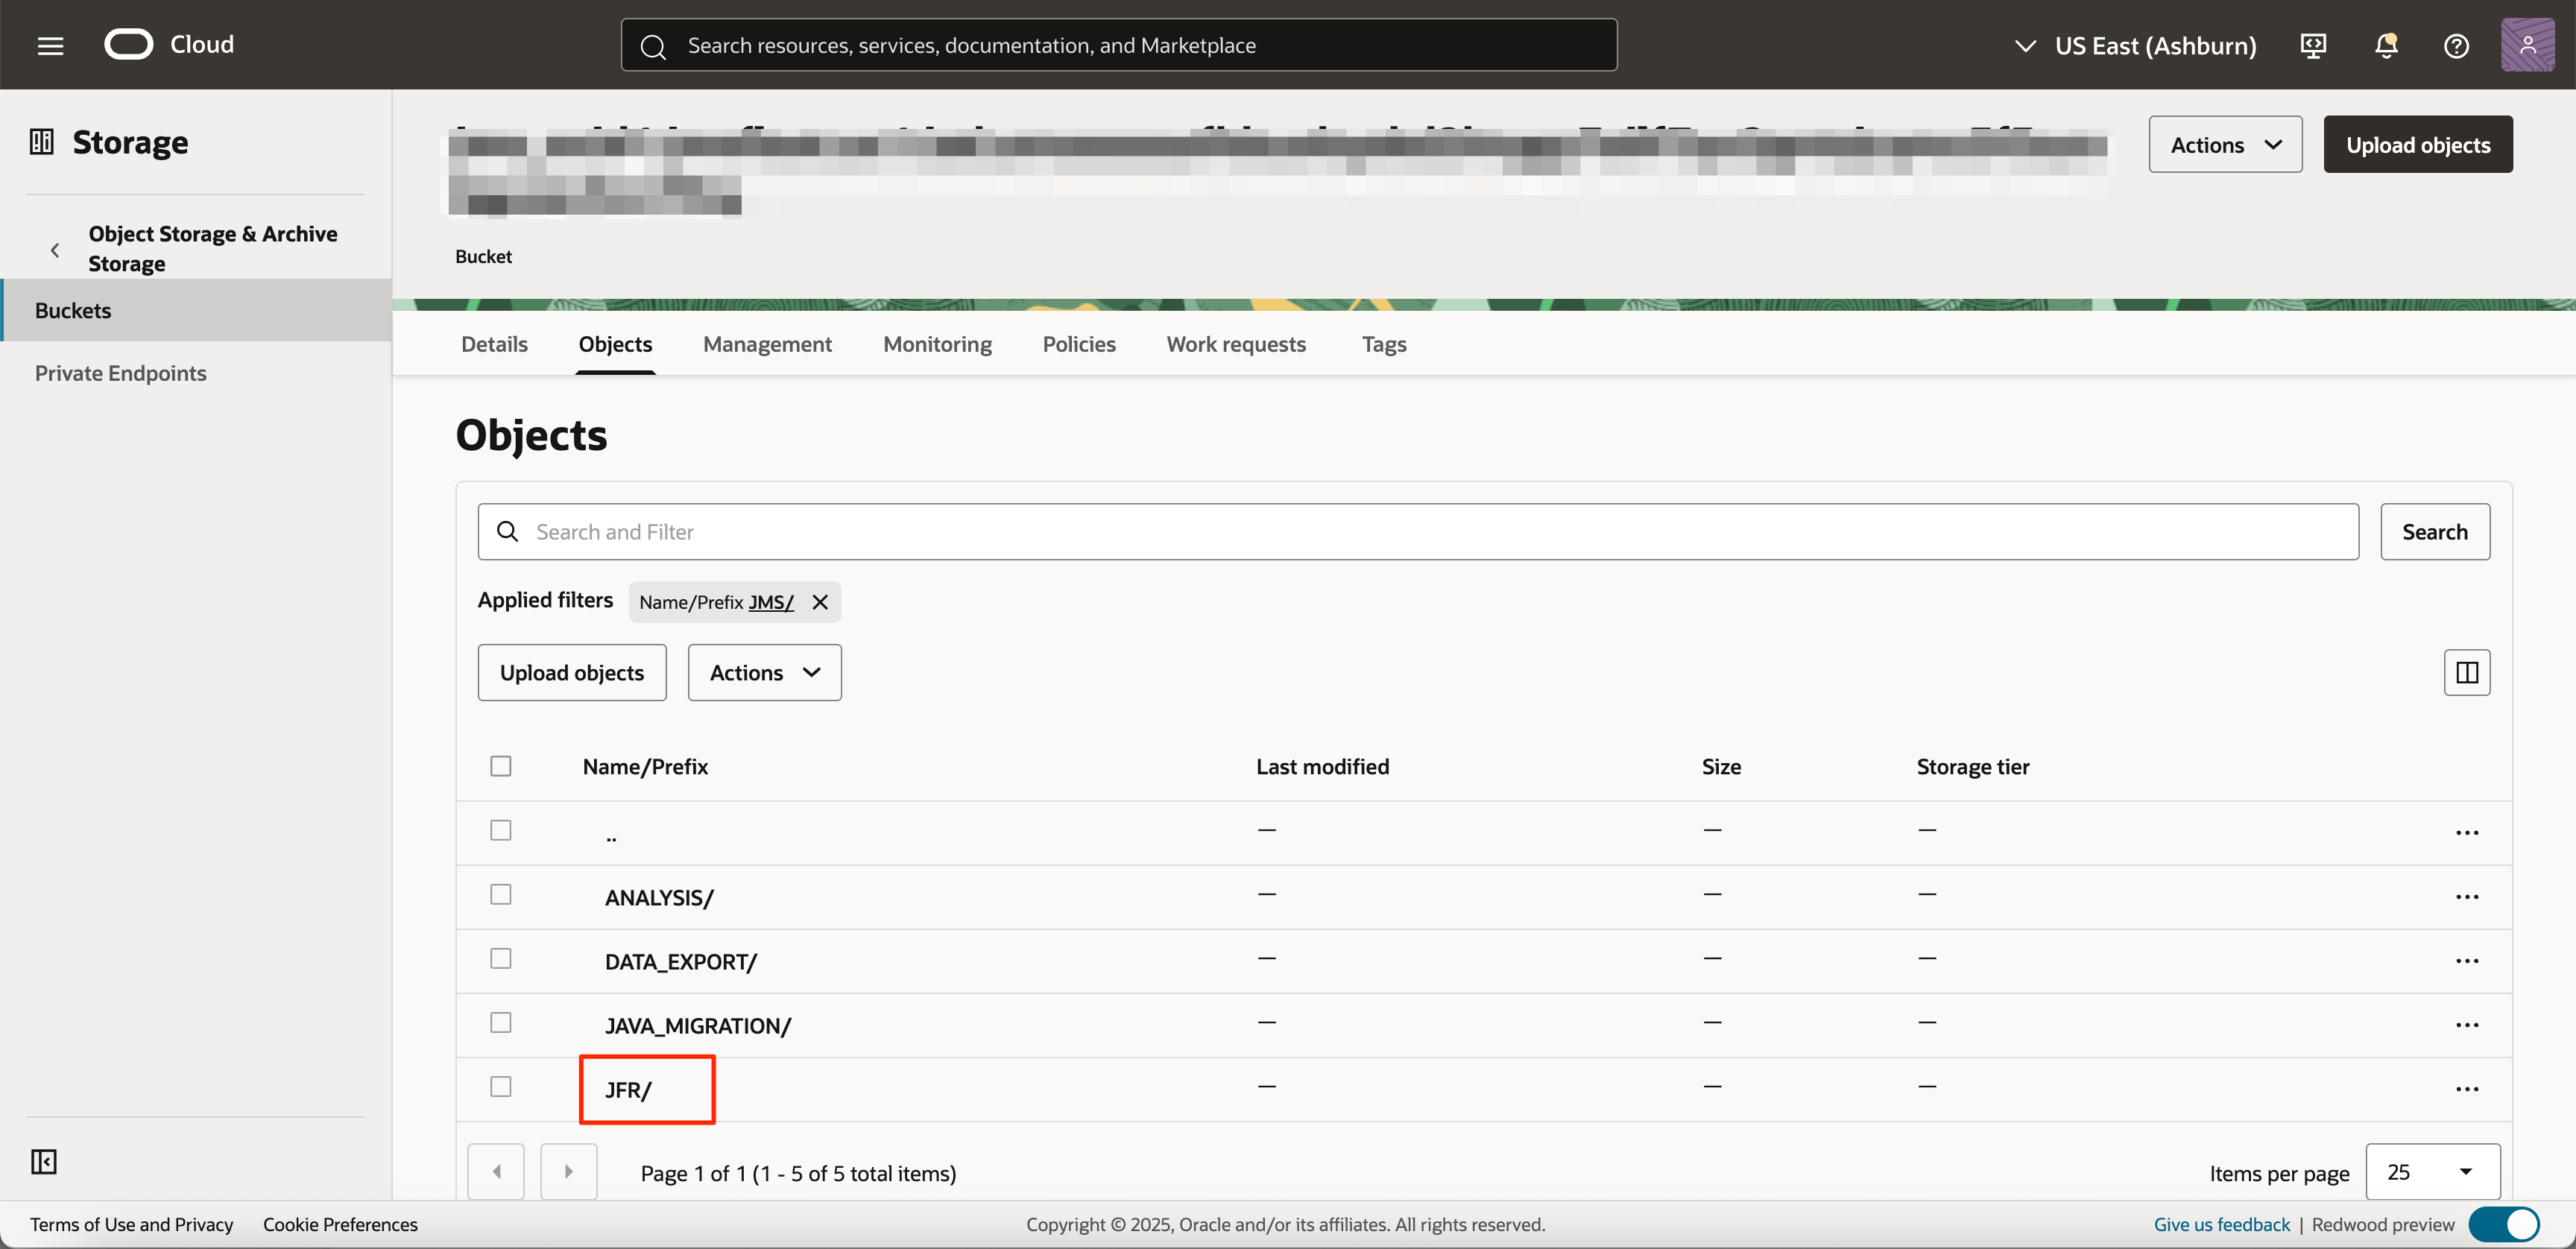 Cloud
Search resources, services, documentation, and Marketplace
US East (Ashburn)
Storage
Object Storage & Archive
Storage
Buckets
Private Endpoints
Actions
Upload objects
Bucket
Details
Objects
Management
Monitoring
Policies
Work requests
Tags
Objects
Search and Filter
Search
Applied filters
Name/Prefix JMS/
Upload objects
Actions
Name/Prefix
Last modified
Size
Storage tier
..
—
—
—
...
ANALYSIS/
—
—
—
...
DATA_EXPORT/
—
—
—
...
JAVA_MIGRATION/
—
—
—
...
JFR/
—
—
—
...
Page 1 of 1 (1 - 5 of 5 total items)
Items per page
25
Terms of Use and Privacy
Cookie Preferences
Copyright © 2025, Oracle and/or its affiliates. All rights reserved.
Give us feedback | Redwood preview